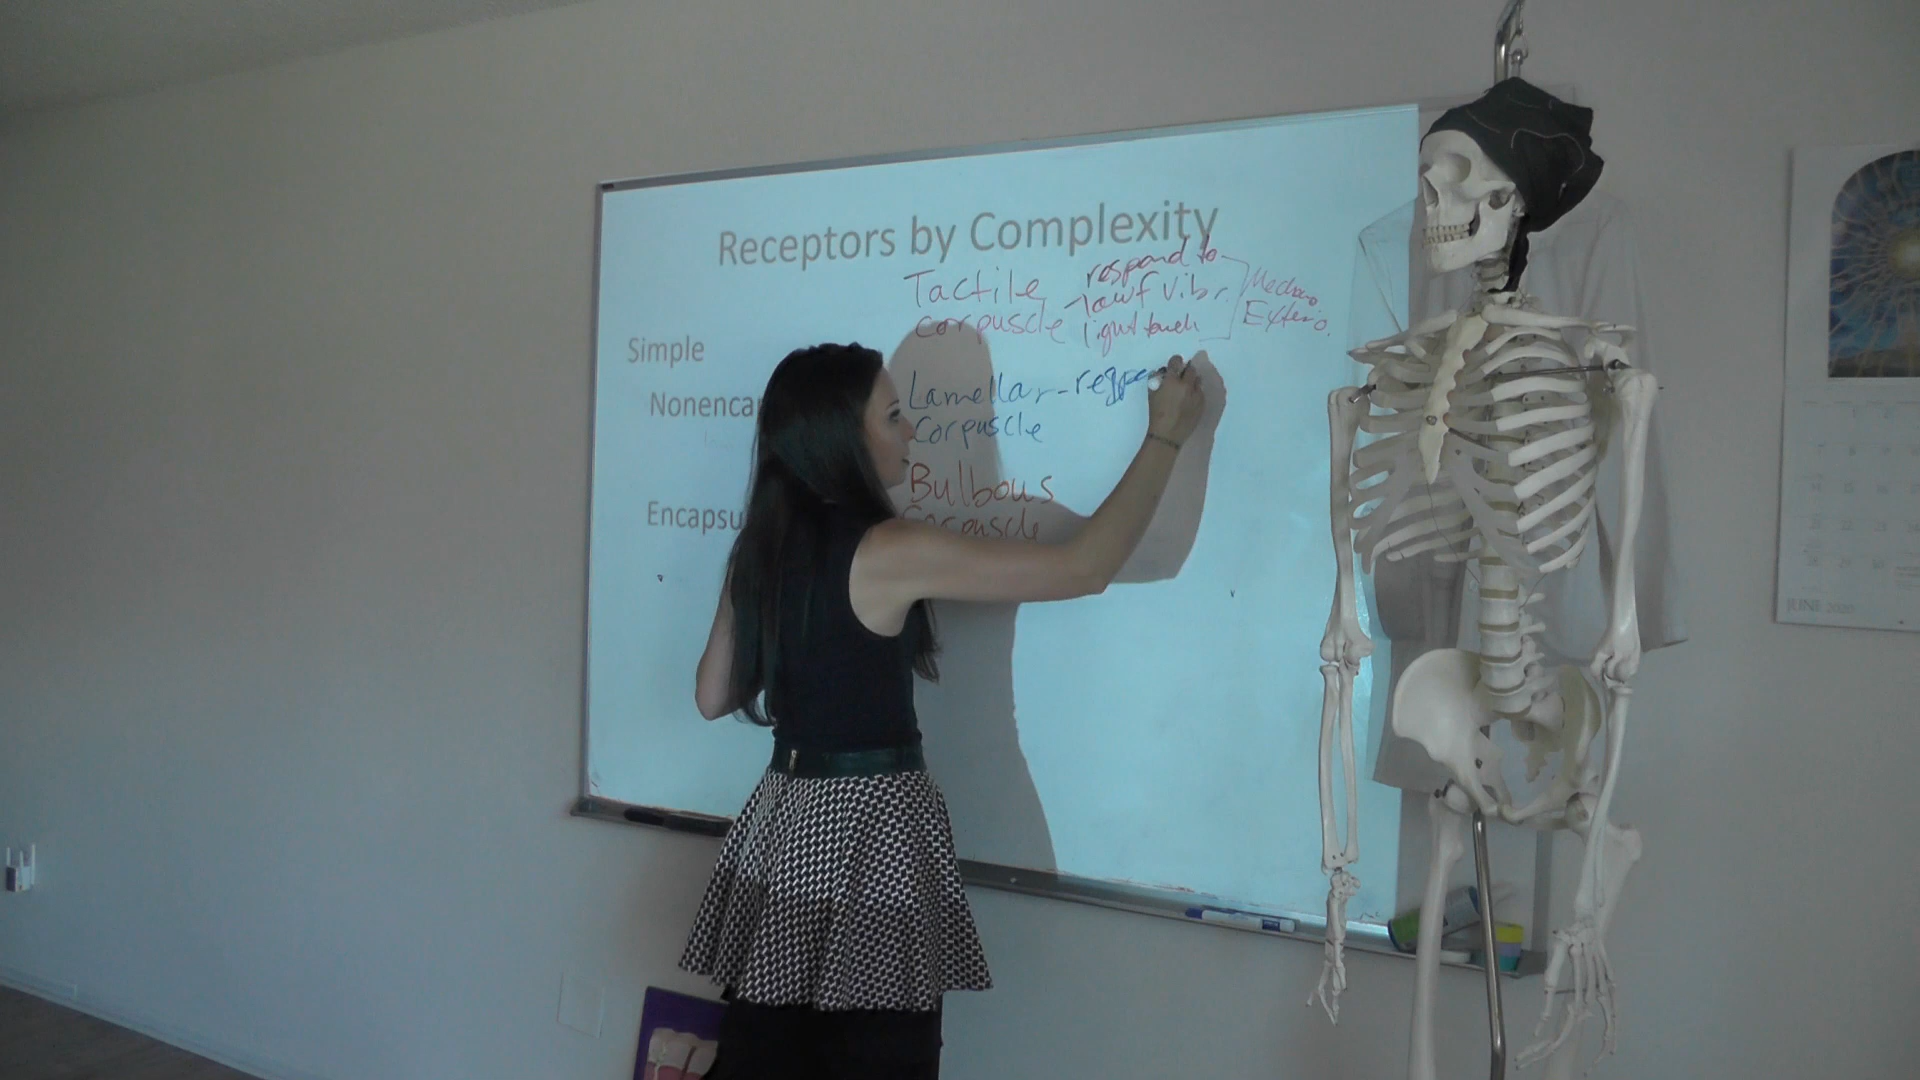 Receptors by Complexity
Tactile respond to
corpuscle lowf vibr. Mechano.
light touch Extero.
Simple
Lamellar - respo
Nonencap
corpuscle
Bulbous
Encapsu
Corpuscle
JUNE 2020